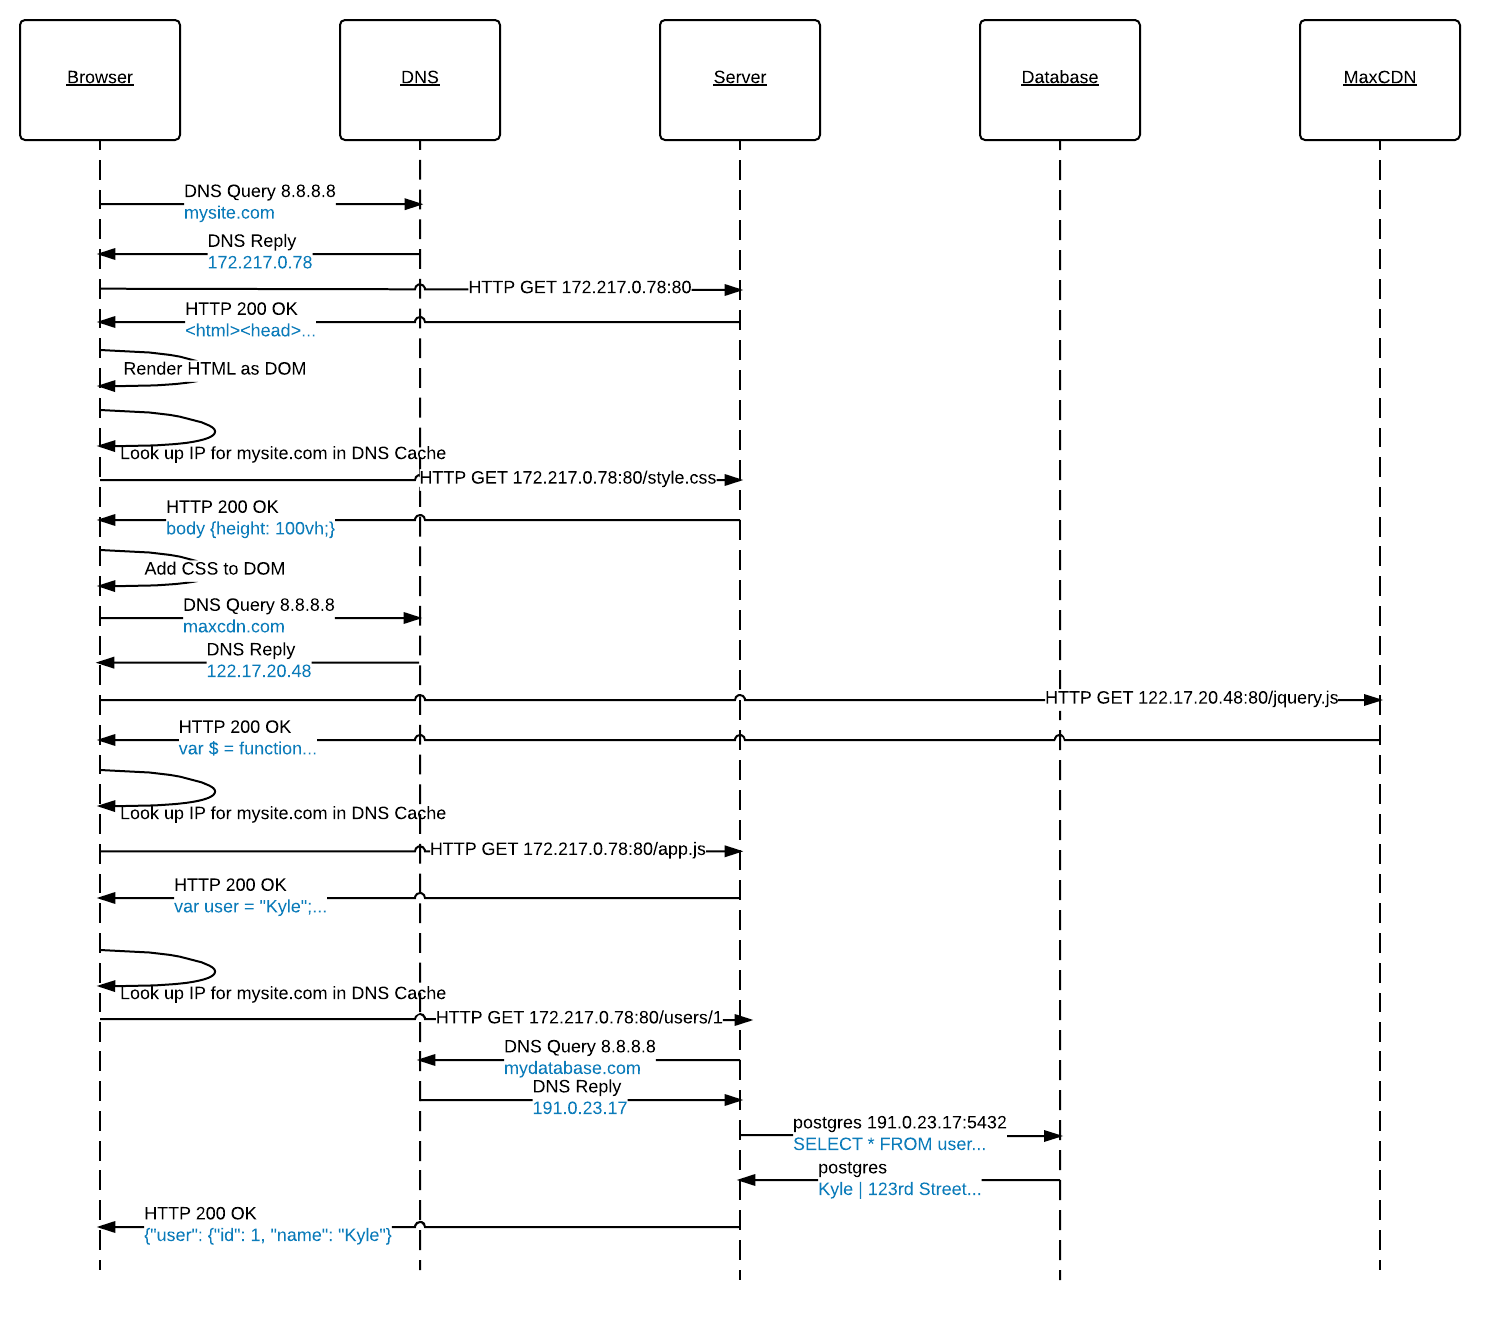 Browser
DNS
Server
Database
MaxCDN
DNS Query 8.8.8.8
mysite.com
DNS Reply
172.217.0.78
HTTP GET 172.217.0.78:80
HTTP 200 OK
<html><head>...
Render HTML as DOM
Look up IP for mysite.com in DNS Cache
HTTP GET 172.217.0.78:80/style.css
HTTP 200 OK
body {height: 100vh;}
Add CSS to DOM
DNS Query 8.8.8.8
maxcdn.com
DNS Reply
122.17.20.48
HTTP GET 122.17.20.48:80/jquery.js
HTTP 200 OK
var $ = function...
Look up IP for mysite.com in DNS Cache
HTTP GET 172.217.0.78:80/app.js
HTTP 200 OK
var user = "Kyle";...
Look up IP for mysite.com in DNS Cache
HTTP GET 172.217.0.78:80/users/1
DNS Query 8.8.8.8
mydatabase.com
DNS Reply
191.0.23.17
postgres 191.0.23.17:5432
SELECT * FROM user...
postgres
Kyle | 123rd Street...
HTTP 200 OK
{"user": {"id": 1, "name": "Kyle"}